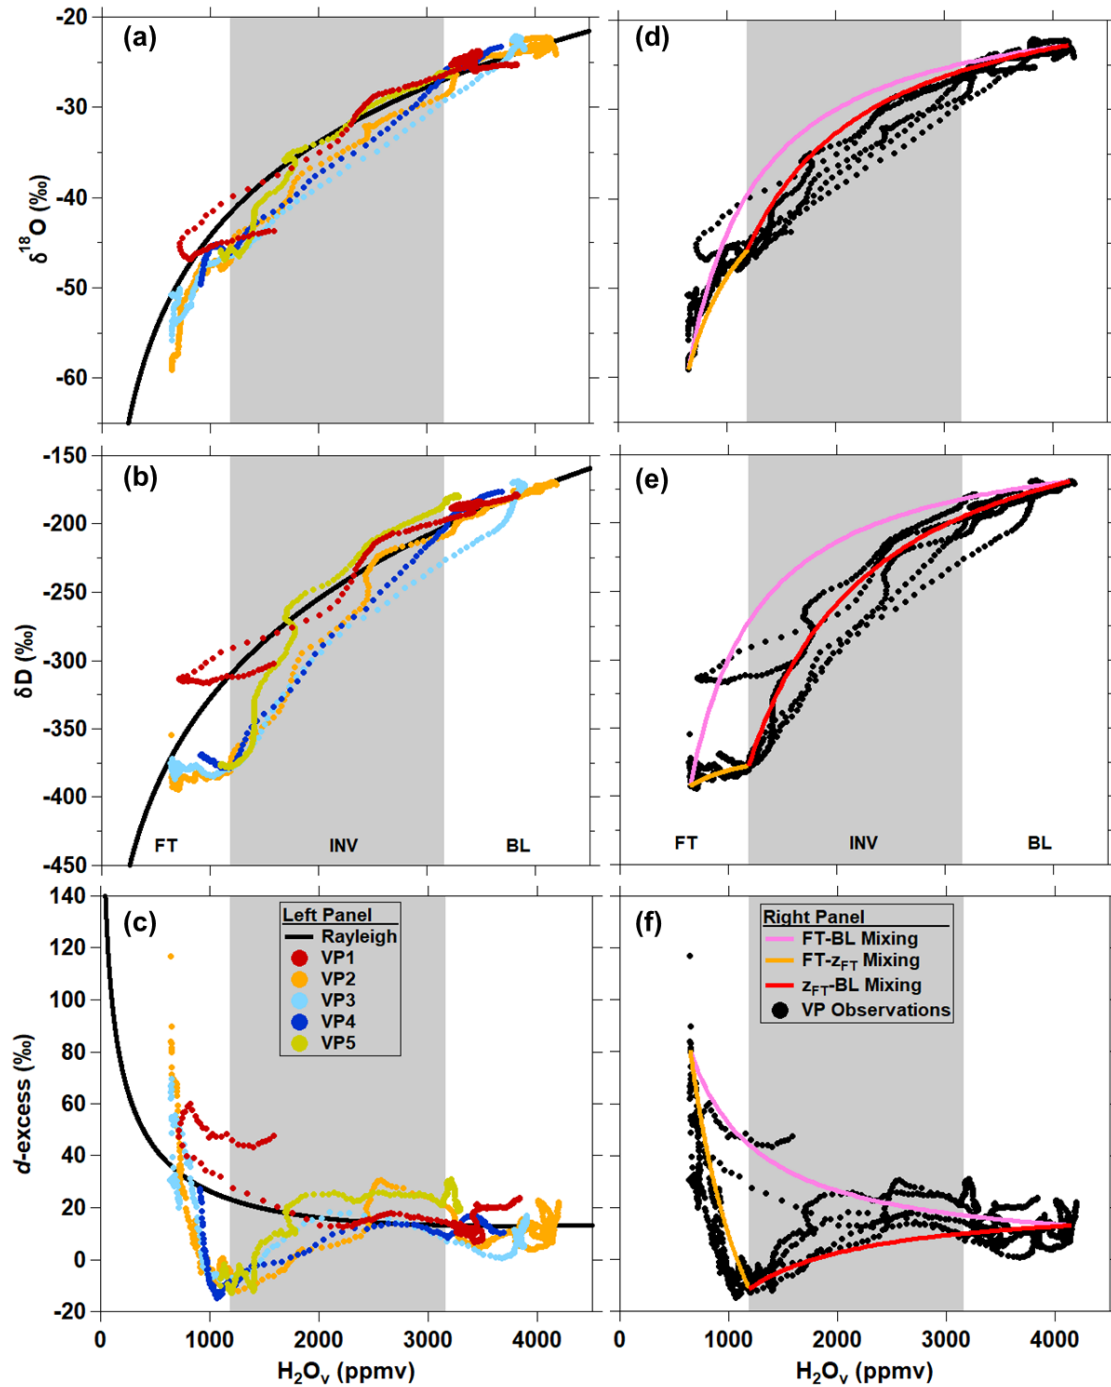 (a)
-20
-30
-40
-50
-60
δ¹⁸O (‰)
(d)
(b)
-150
-200
-250
-300
-350
-400
-450
δD (‰)
FT INV BL
(e)
FT INV BL
(c)
140
120
100
80
60
40
20
0
-20
d-excess (‰)
Left Panel
Rayleigh
VP1
VP2
VP3
VP4
VP5
0 1000 2000 3000 4000
H₂Oᵥ (ppmv)
(f)
Right Panel
FT-BL Mixing
FT-z_FT Mixing
z_FT-BL Mixing
VP Observations
0 1000 2000 3000 4000
H₂Oᵥ (ppmv)